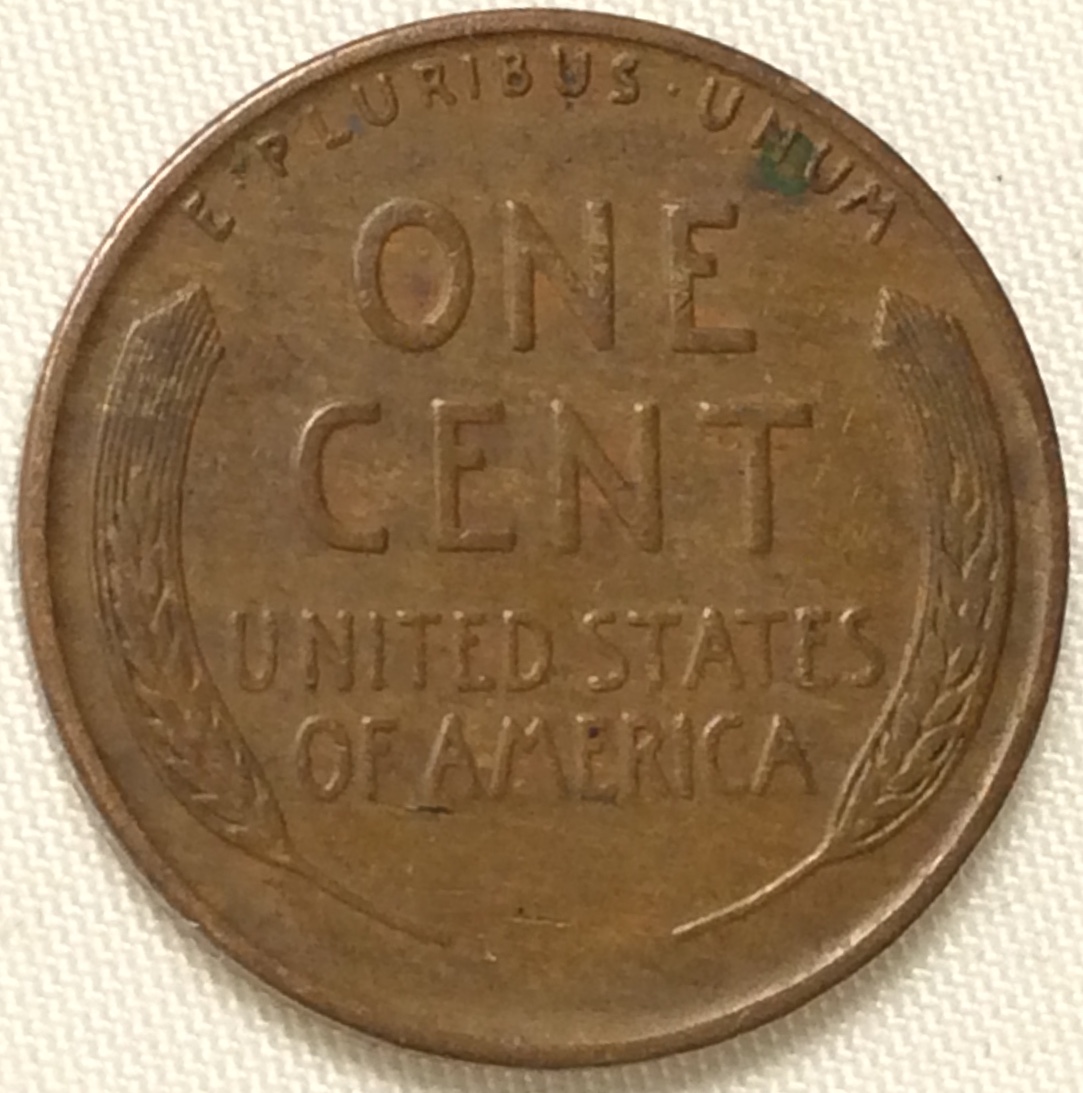 E · PLURIBUS · UNUM
ONE
CENT
UNITED STATES
OF AMERICA